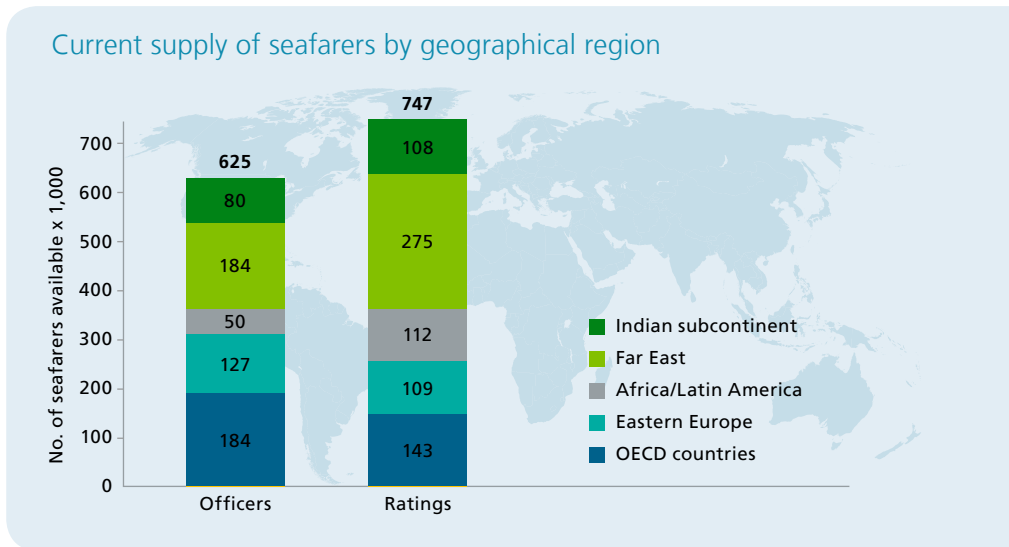 Current supply of seafarers by geographical region
No. of seafarers available x 1,000
700
600
500
400
300
200
100
0
625
80
184
50
127
184
Officers
747
108
275
112
109
143
Ratings
Indian subcontinent
Far East
Africa/Latin America
Eastern Europe
OECD countries